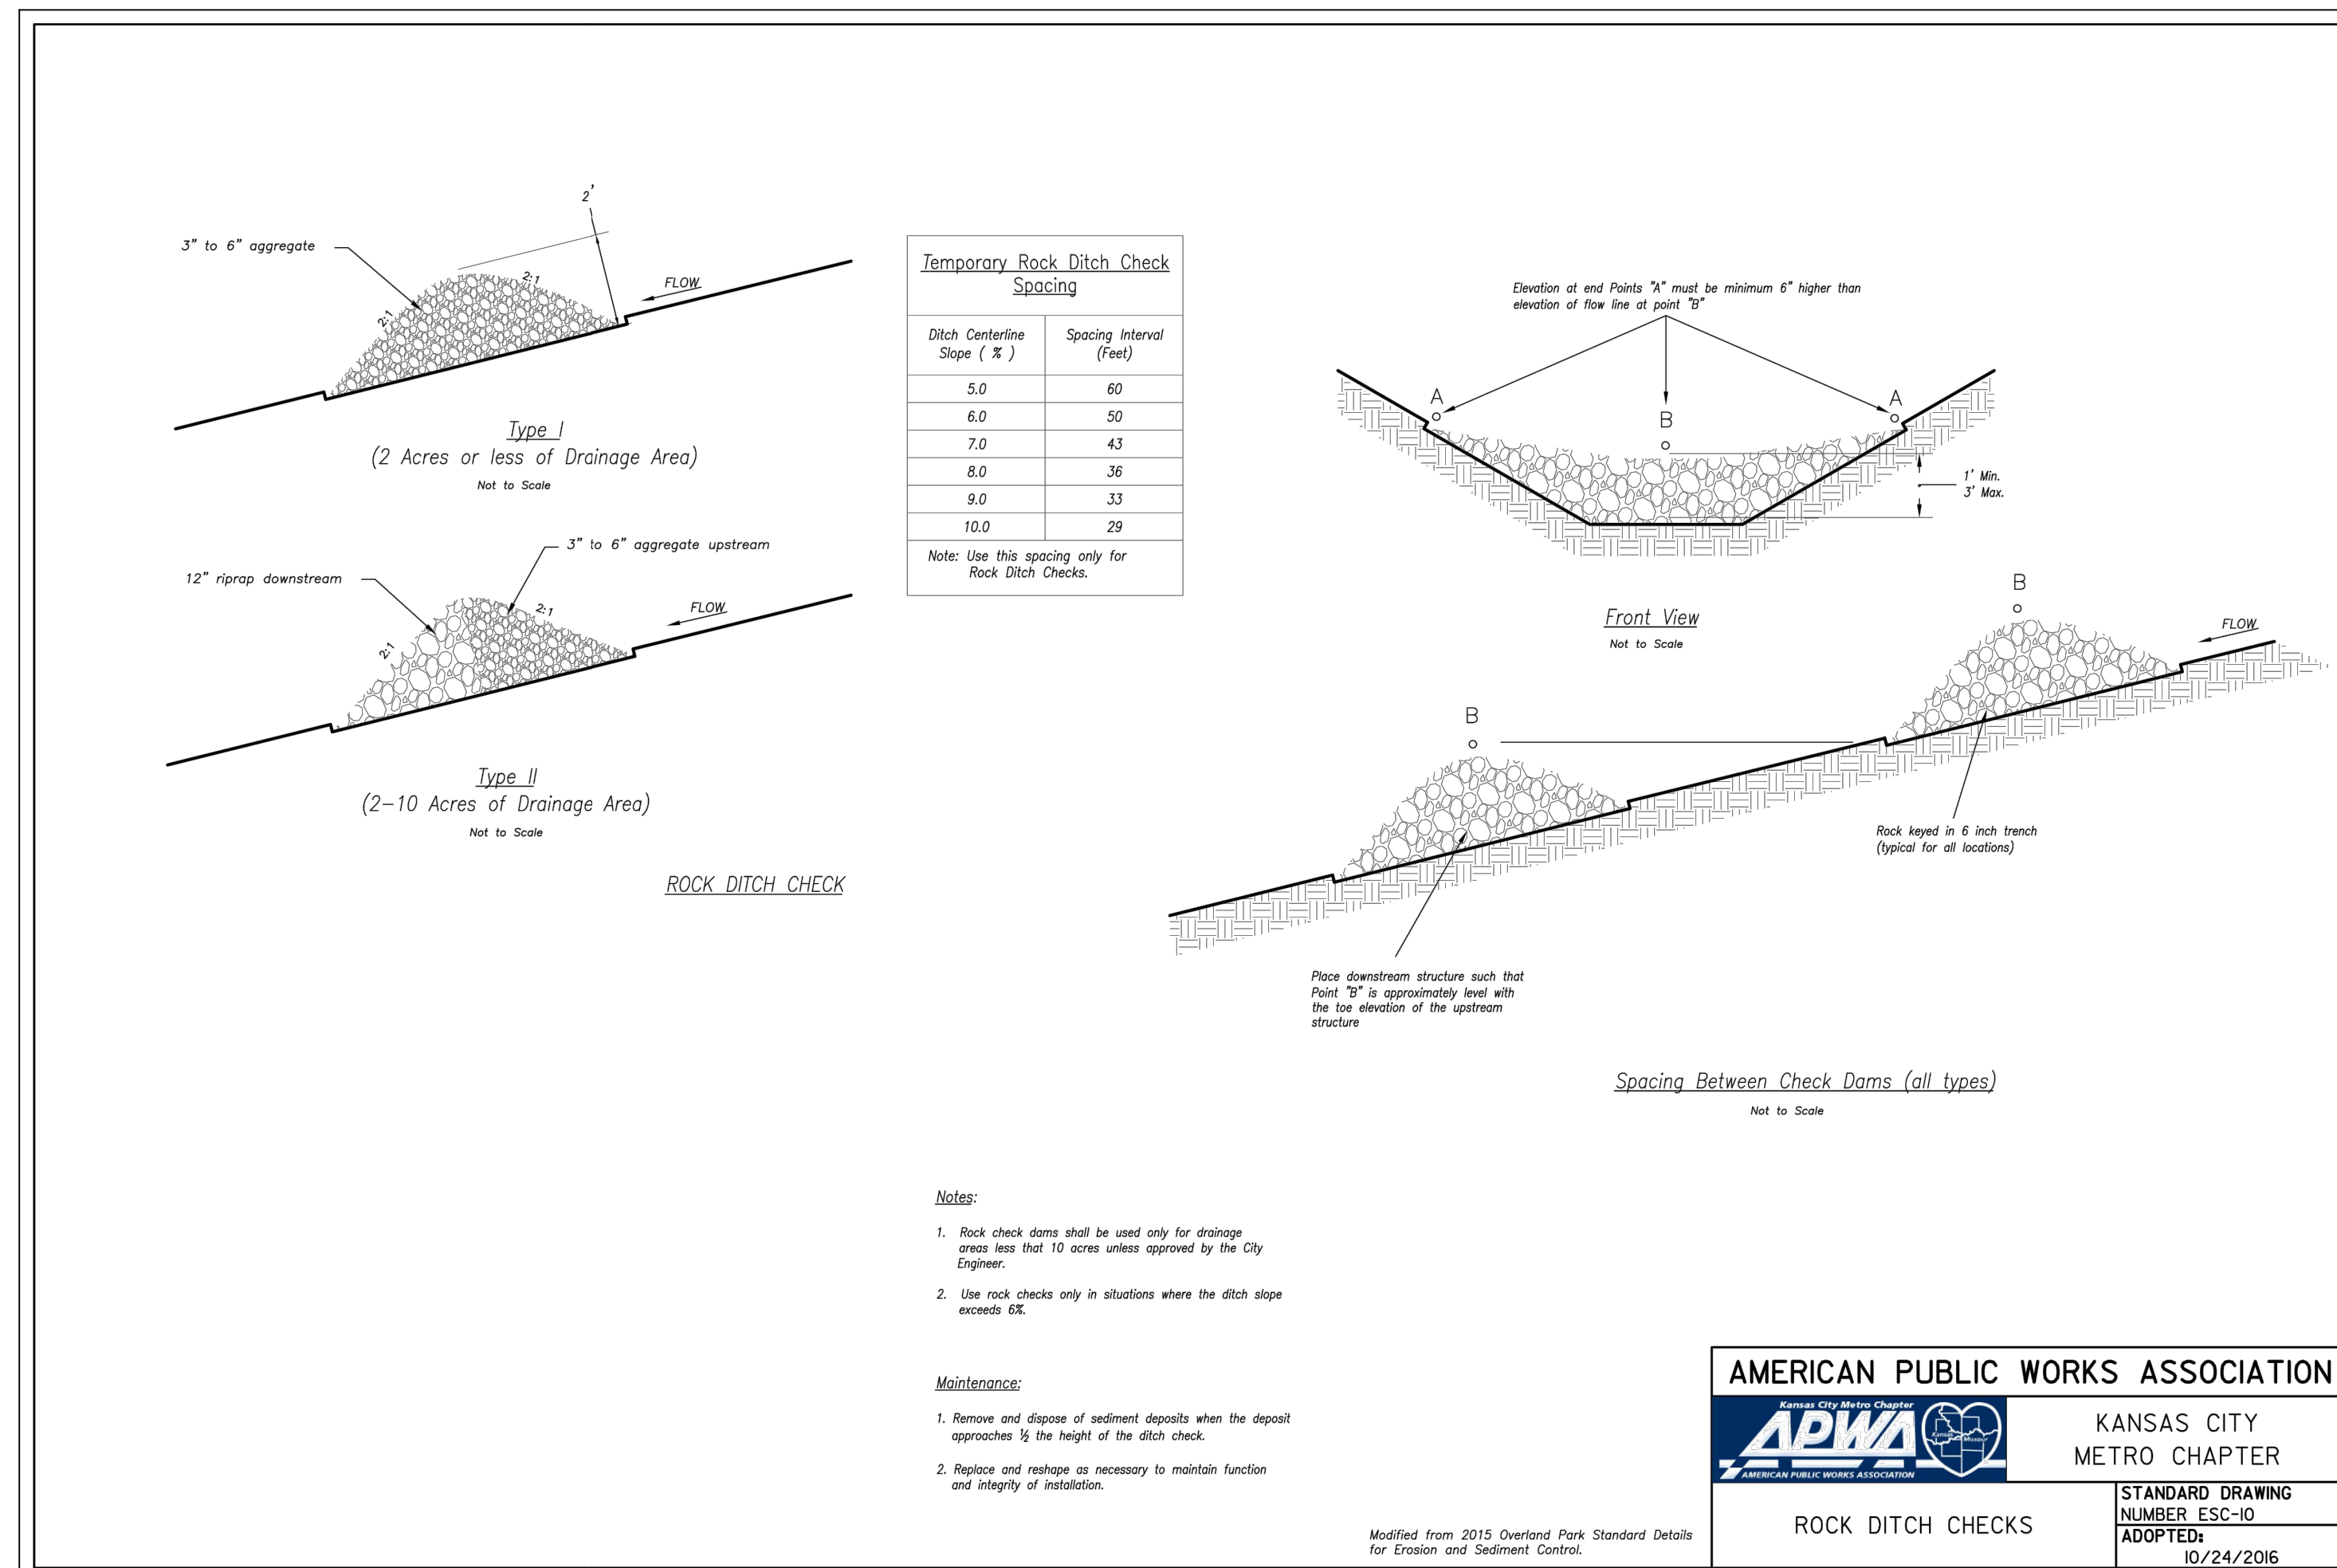 2'
3" to 6" aggregate
2:1
2:1
FLOW
Type I
(2 Acres or less of Drainage Area)
Not to Scale
3" to 6" aggregate upstream
12" riprap downstream
2:1
2:1
FLOW
Type II
(2-10 Acres of Drainage Area)
Not to Scale
ROCK DITCH CHECK
Temporary Rock Ditch Check
Spacing
Ditch Centerline
Slope ( % )
Spacing Interval
(Feet)
5.0 60
6.0 50
7.0 43
8.0 36
9.0 33
10.0 29
Note: Use this spacing only for
Rock Ditch Checks.
Elevation at end Points "A" must be minimum 6" higher than
elevation of flow line at point "B"
A
B
A
1' Min.
3' Max.
Front View
Not to Scale
B
FLOW
B
Rock keyed in 6 inch trench
(typical for all locations)
Place downstream structure such that
Point "B" is approximately level with
the toe elevation of the upstream
structure
Spacing Between Check Dams (all types)
Not to Scale
Notes:
1. Rock check dams shall be used only for drainage
areas less that 10 acres unless approved by the City
Engineer.
2. Use rock checks only in situations where the ditch slope
exceeds 6%.
Maintenance:
1. Remove and dispose of sediment deposits when the deposit
approaches ½ the height of the ditch check.
2. Replace and reshape as necessary to maintain function
and integrity of installation.
Modified from 2015 Overland Park Standard Details
for Erosion and Sediment Control.
AMERICAN PUBLIC WORKS ASSOCIATION
Kansas City Metro Chapter
APWA
Kansas Missouri
AMERICAN PUBLIC WORKS ASSOCIATION
KANSAS CITY
METRO CHAPTER
ROCK DITCH CHECKS
STANDARD DRAWING
NUMBER ESC-10
ADOPTED:
10/24/2016